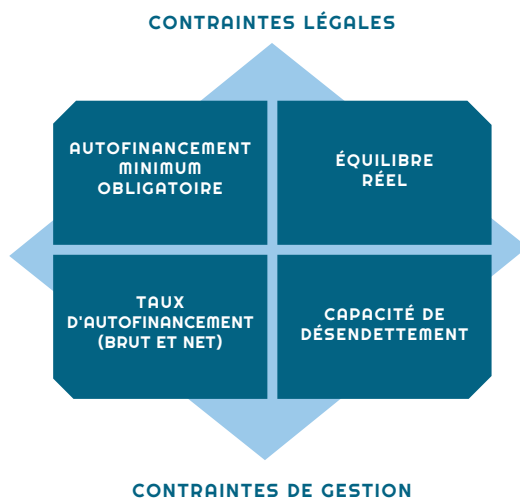 CONTRAINTES LÉGALES
AUTOFINANCEMENT
MINIMUM
OBLIGATOIRE
ÉQUILIBRE
RÉEL
TAUX
D'AUTOFINANCEMENT
(BRUT ET NET)
CAPACITÉ DE
DÉSENDETTEMENT
CONTRAINTES DE GESTION